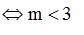 ⇔ m < 3